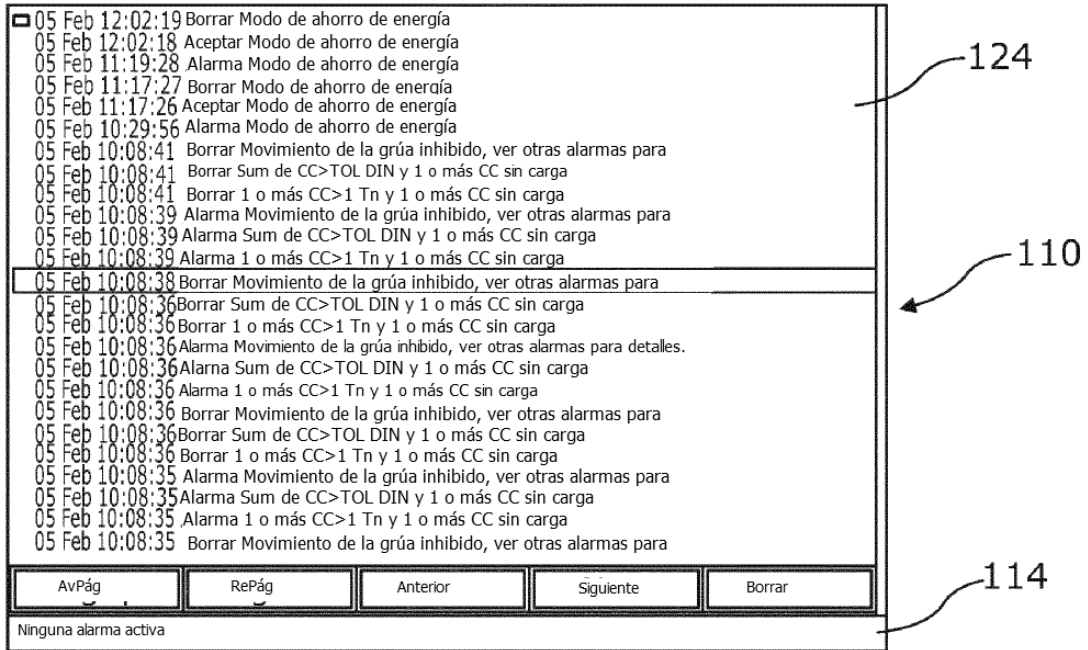 05 Feb 12:02:19 Borrar Modo de ahorro de energía
05 Feb 12:02:18 Aceptar Modo de ahorro de energía
05 Feb 11:19:28 Alarma Modo de ahorro de energía
05 Feb 11:17:27 Borrar Modo de ahorro de energía
05 Feb 11:17:26 Aceptar Modo de ahorro de energía
05 Feb 10:29:56 Alarma Modo de ahorro de energía
05 Feb 10:08:41 Borrar Movimiento de la grúa inhibido, ver otras alarmas para
05 Feb 10:08:41 Borrar Sum de CC>TOL DIN y 1 o más CC sin carga
05 Feb 10:08:41 Borrar 1 o más CC>1 Tn y 1 o más CC sin carga
05 Feb 10:08:39 Alarma Movimiento de la grúa inhibido, ver otras alarmas para
05 Feb 10:08:39 Alarma Sum de CC>TOL DIN y 1 o más CC sin carga
05 Feb 10:08:39 Alarma 1 o más CC>1 Tn y 1 o más CC sin carga
05 Feb 10:08:38 Borrar Movimiento de la grúa inhibido, ver otras alarmas para
05 Feb 10:08:36 Borrar Sum de CC>TOL DIN y 1 o más CC sin carga
05 Feb 10:08:36 Borrar 1 o más CC>1 Tn y 1 o más CC sin carga
05 Feb 10:08:36 Alarma Movimiento de la grúa inhibido, ver otras alarmas para detalles.
05 Feb 10:08:36 Alarna Sum de CC>TOL DIN y 1 o más CC sin carga
05 Feb 10:08:36 Alarma 1 o más CC>1 Tn y 1 o más CC sin carga
05 Feb 10:08:36 Borrar Movimiento de la grúa inhibido, ver otras alarmas para
05 Feb 10:08:36 Borrar Sum de CC>TOL DIN y 1 o más CC sin carga
05 Feb 10:08:36 Borrar 1 o más CC>1 Tn y 1 o más CC sin carga
05 Feb 10:08:35 Alarma Movimiento de la grúa inhibido, ver otras alarmas para
05 Feb 10:08:35 Alarma Sum de CC>TOL DIN y 1 o más CC sin carga
05 Feb 10:08:35 Alarma 1 o más CC>1 Tn y 1 o más CC sin carga
05 Feb 10:08:35 Borrar Movimiento de la grúa inhibido, ver otras alarmas para
AvPág RePág Anterior Siguiente Borrar
Ninguna alarma activa
124
110
114